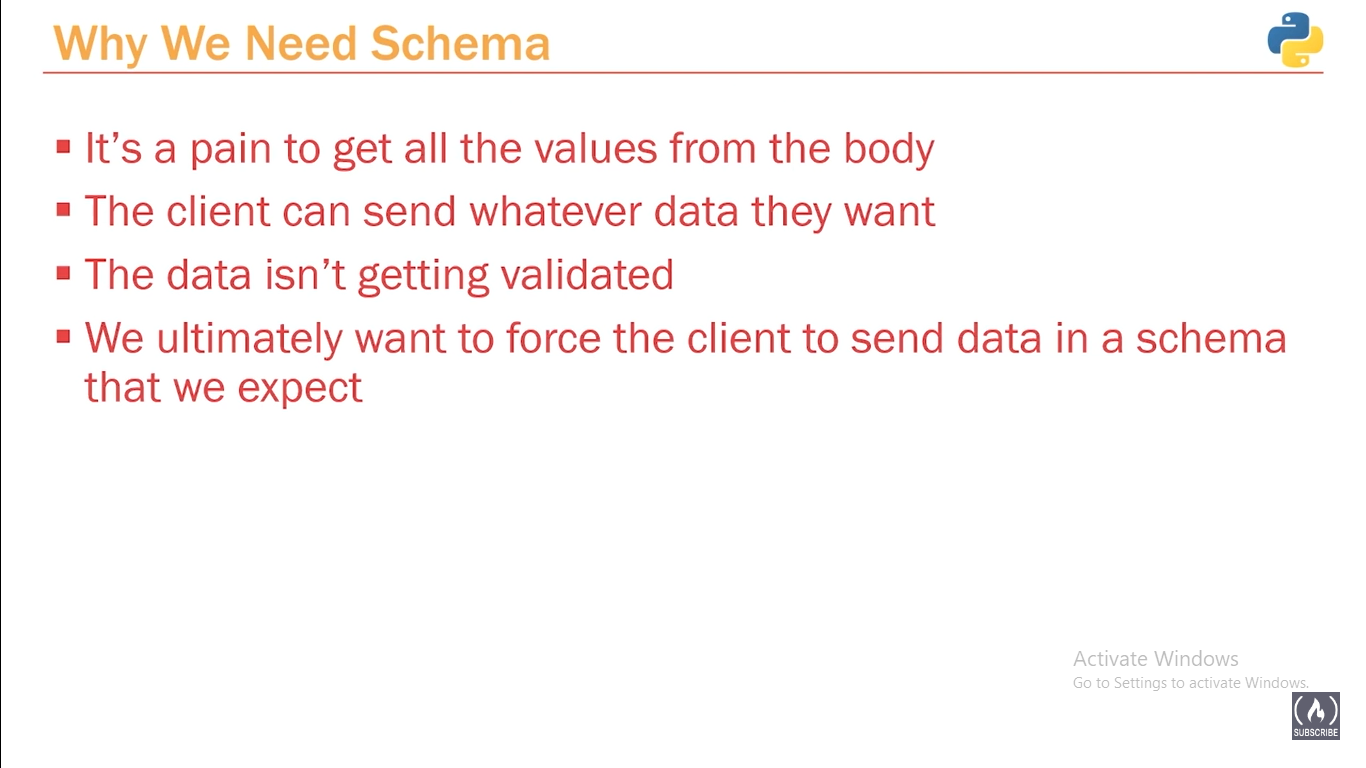 Why We Need Schema
It’s a pain to get all the values from the body
The client can send whatever data they want
The data isn’t getting validated
We ultimately want to force the client to send data in a schema
that we expect
Activate Windows
Go to Settings to activate Windows.
SUBSCRIBE